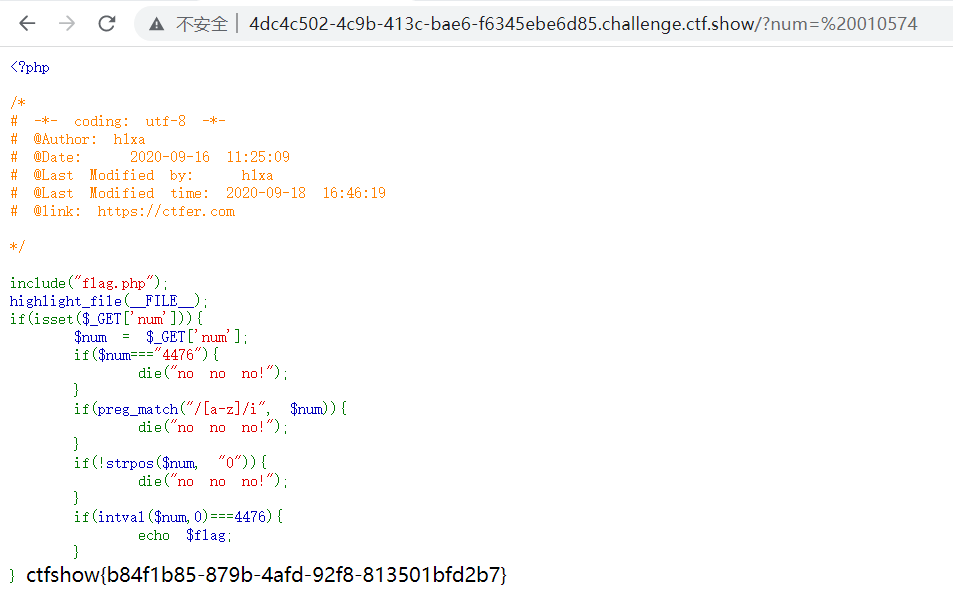 不安全 | 4dc4c502-4c9b-413c-bae6-f6345ebe6d85.challenge.ctf.show/?num=%20010574
<?php
/*
# -*- coding: utf-8 -*-
# @Author: h1xa
# @Date:   2020-09-16 11:25:09
# @Last Modified by:   h1xa
# @Last Modified time: 2020-09-18 16:46:19
# @link: https://ctfer.com
*/
include("flag.php");
highlight_file(__FILE__);
if(isset($_GET['num'])){
    $num = $_GET['num'];
    if($num==="4476"){
        die("no no no!");
    }
    if(preg_match("/[a-z]/i", $num)){
        die("no no no!");
    }
    if(!strpos($num, "0")){
        die("no no no!");
    }
    if(intval($num,0)===4476){
        echo $flag;
    }
} ctfshow{b84f1b85-879b-4afd-92f8-813501bfd2b7}